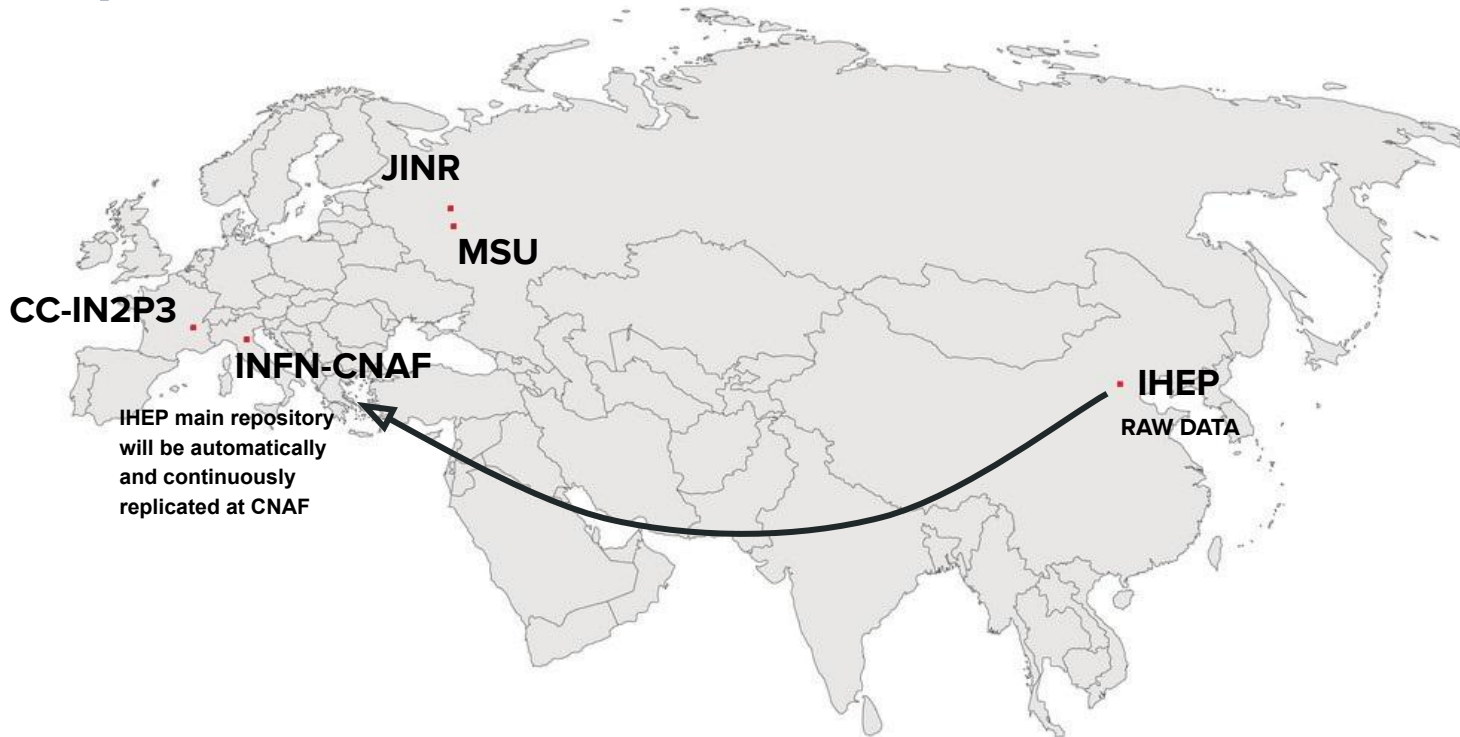 JINR
MSU
CC-IN2P3
INFN-CNAF
IHEP main repository
will be automatically
and continuously
replicated at CNAF
IHEP
RAW DATA